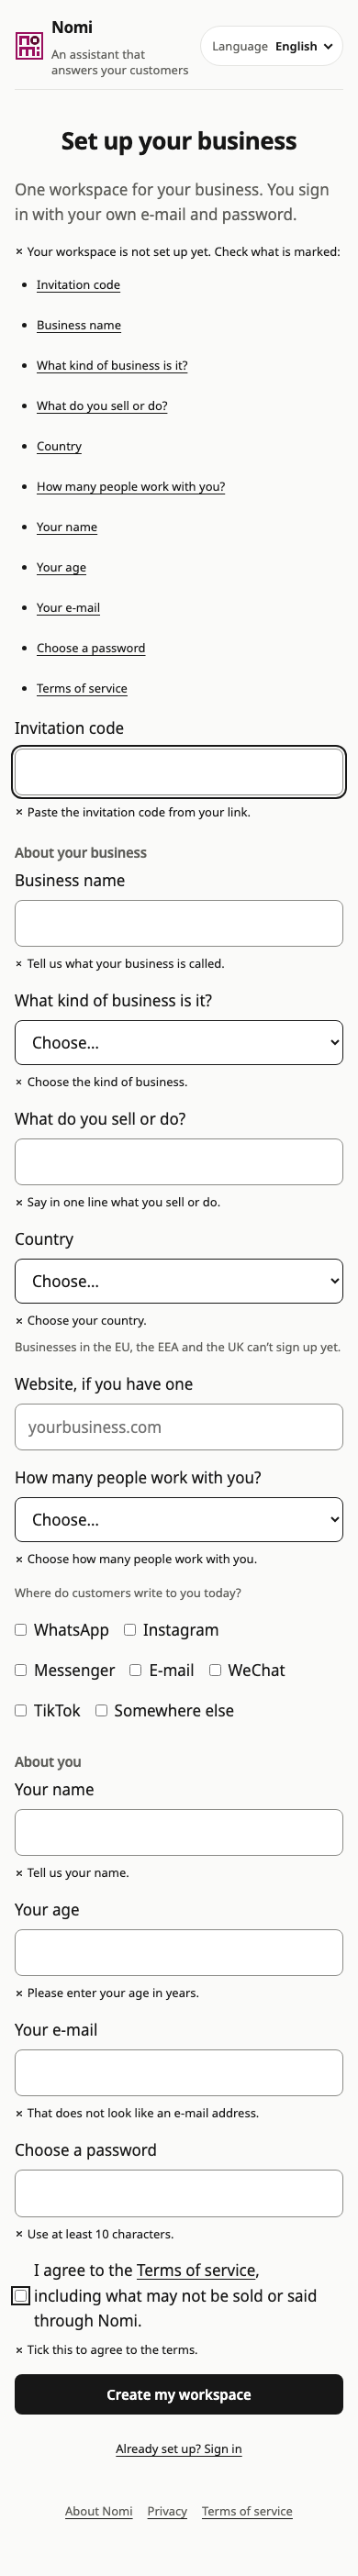 Nomi
An assistant that
answers your customers
Language English
Set up your business
One workspace for your business. You sign
in with your own e-mail and password.
× Your workspace is not set up yet. Check what is marked:
• Invitation code
• Business name
• What kind of business is it?
• What do you sell or do?
• Country
• How many people work with you?
• Your name
• Your age
• Your e-mail
• Choose a password
• Terms of service
Invitation code
× Paste the invitation code from your link.
About your business
Business name
× Tell us what your business is called.
What kind of business is it?
Choose...
× Choose the kind of business.
What do you sell or do?
× Say in one line what you sell or do.
Country
Choose...
× Choose your country.
Businesses in the EU, the EEA and the UK can’t sign up yet.
Website, if you have one
yourbusiness.com
How many people work with you?
Choose...
× Choose how many people work with you.
Where do customers write to you today?
WhatsApp Instagram
Messenger E-mail WeChat
TikTok Somewhere else
About you
Your name
× Tell us your name.
Your age
× Please enter your age in years.
Your e-mail
× That does not look like an e-mail address.
Choose a password
× Use at least 10 characters.
I agree to the Terms of service,
including what may not be sold or said
through Nomi.
× Tick this to agree to the terms.
Create my workspace
Already set up? Sign in
About Nomi Privacy Terms of service